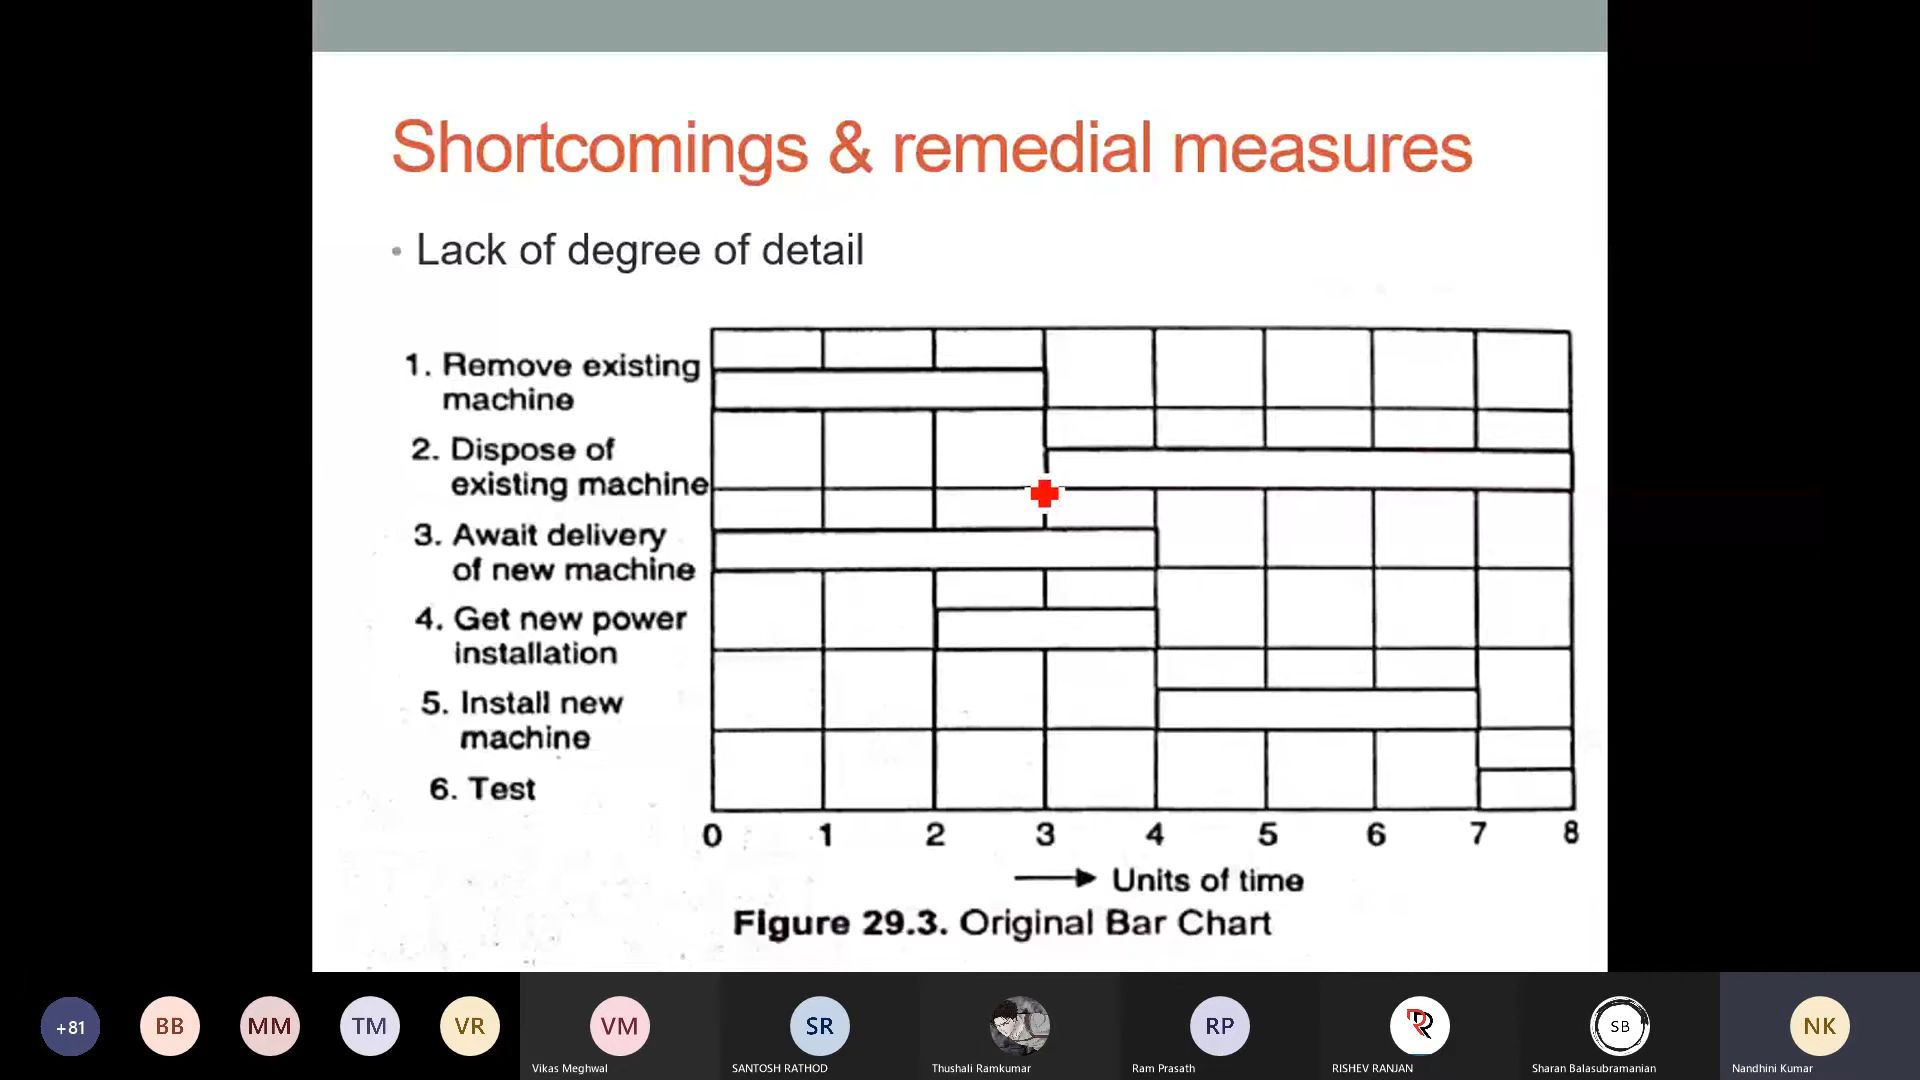 Shortcomings & remedial measures
• Lack of degree of detail
1. Remove existing
machine
2. Dispose of
existing machine
3. Await delivery
of new machine
4. Get new power
installation
5. Install new
machine
6. Test
0 1 2 3 4 5 6 7 8
Units of time
Figure 29.3. Original Bar Chart
+81 BB MM TM VR VM SR RP SB NK
Vikas Meghwal SANTOSH RATHOD Thushali Ramkumar Ram Prasath RISHEV RANJAN Sharan Balasubramanian Nandhini Kumar